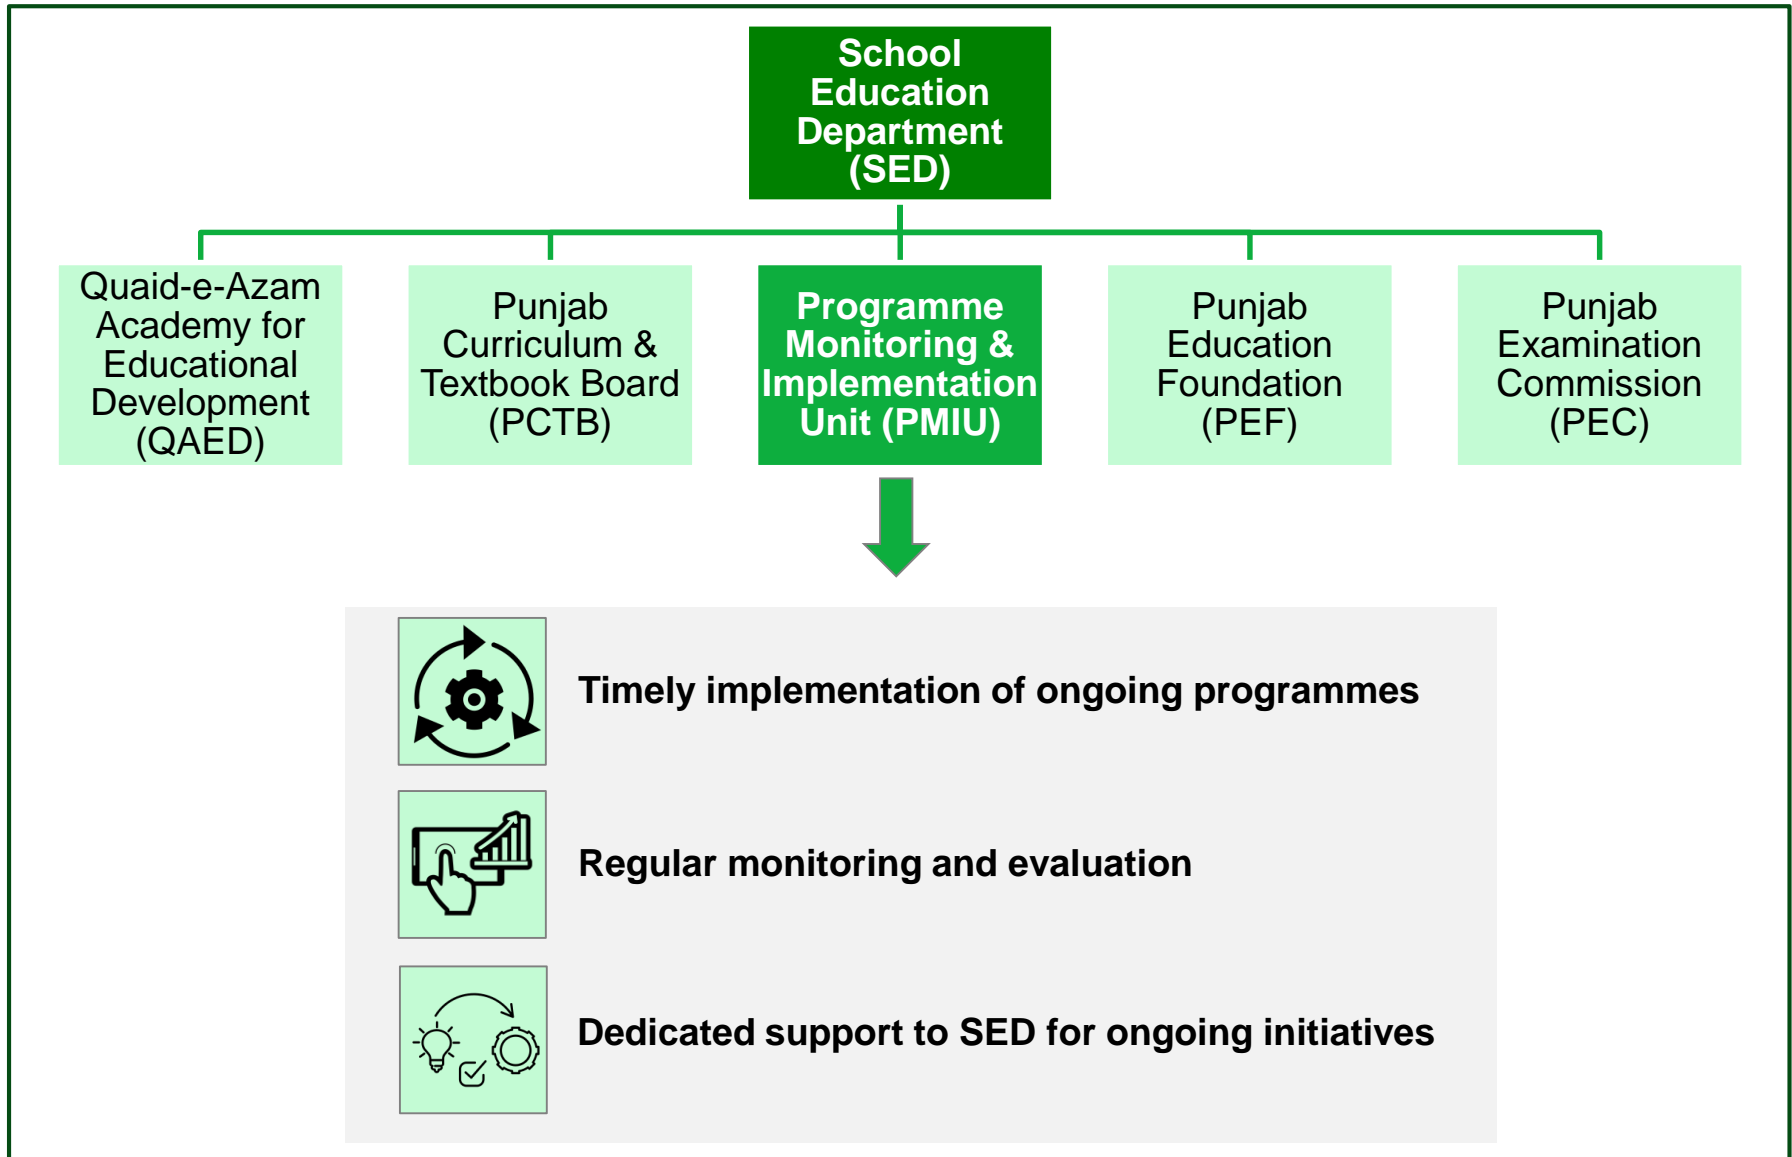 School
Education
Department
(SED)
Quaid-e-Azam
Academy for
Educational
Development
(QAED)
Punjab
Curriculum &
Textbook Board
(PCTB)
Programme
Monitoring &
Implementation
Unit (PMIU)
Punjab
Education
Foundation
(PEF)
Punjab
Examination
Commission
(PEC)
Timely implementation of ongoing programmes
Regular monitoring and evaluation
Dedicated support to SED for ongoing initiatives